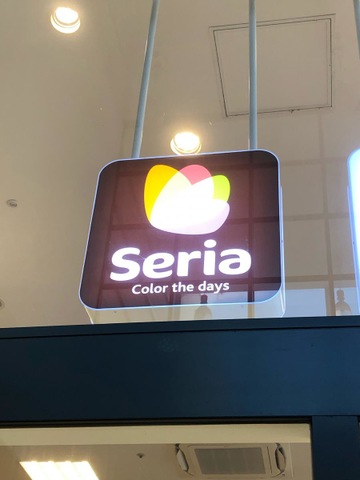 Seria
Color the days